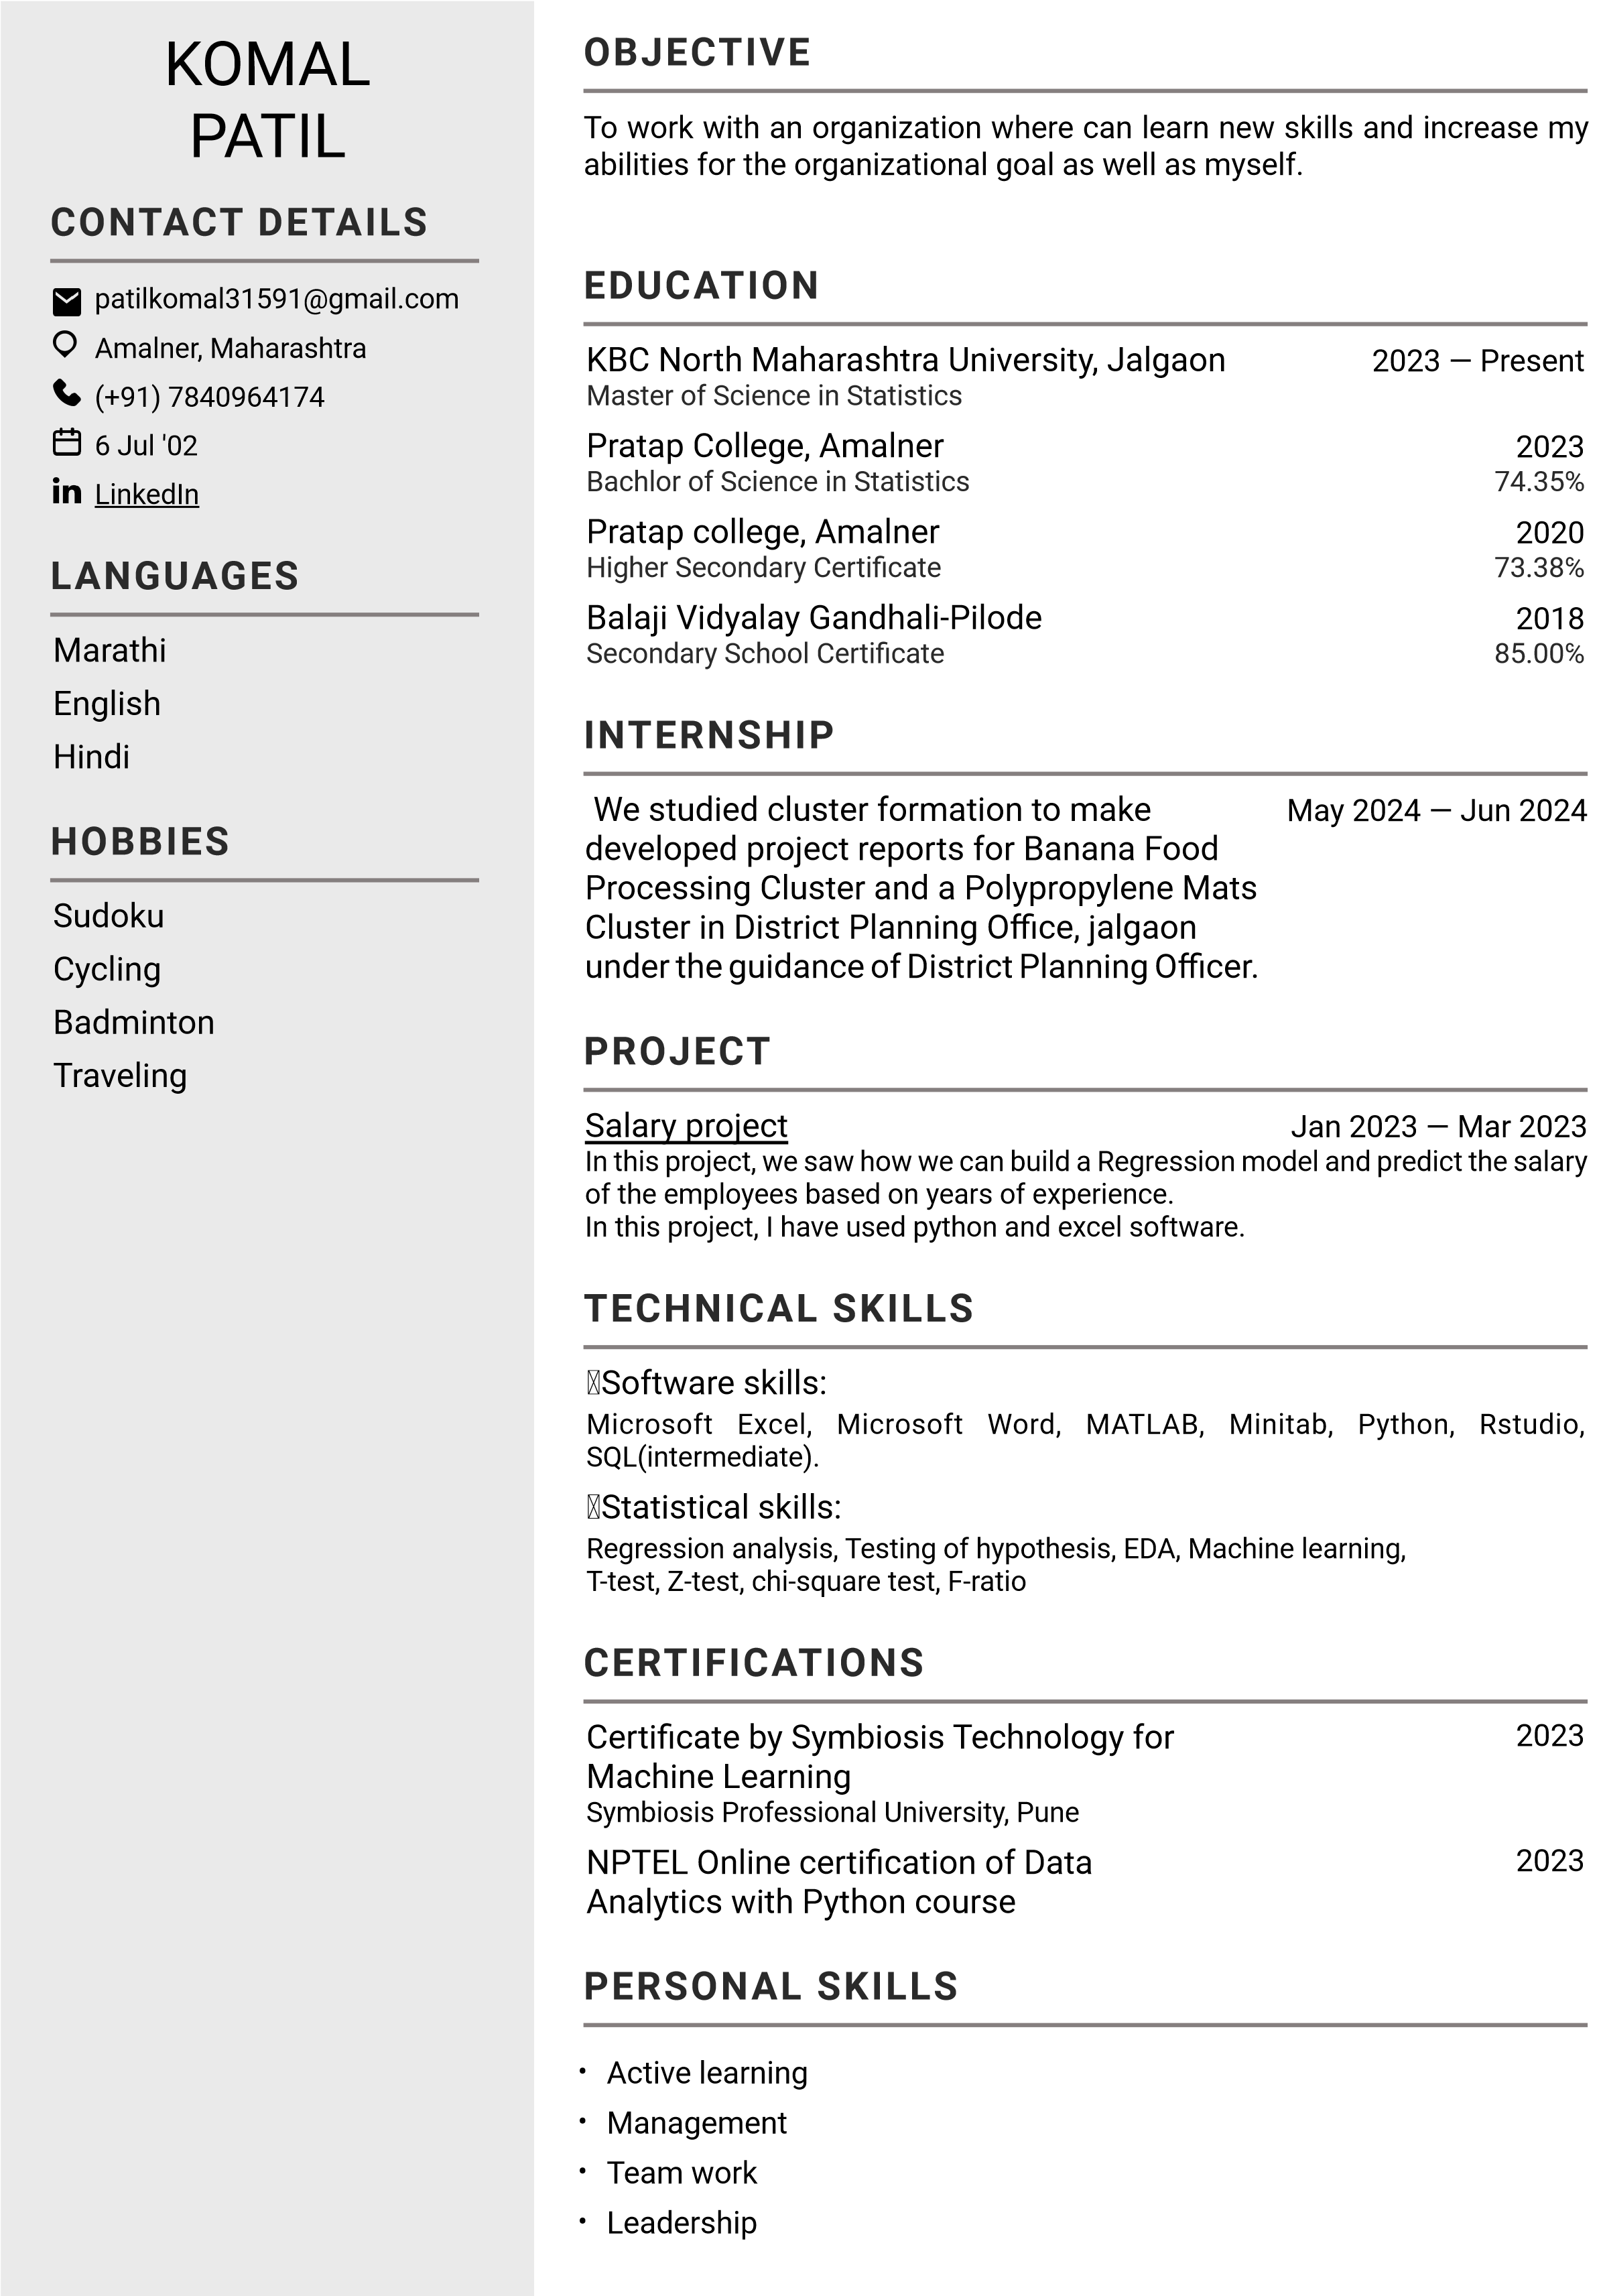 KOMAL
PATIL
CONTACT DETAILS
patilkomal31591@gmail.com
Amalner, Maharashtra
(+91) 7840964174
6 Jul '02
LinkedIn
LANGUAGES
Marathi
English
Hindi
HOBBIES
Sudoku
Cycling
Badminton
Traveling
OBJECTIVE
To work with an organization where can learn new skills and increase my
abilities for the organizational goal as well as myself.
EDUCATION
KBC North Maharashtra University, Jalgaon 2023 — Present
Master of Science in Statistics
Pratap College, Amalner 2023
Bachlor of Science in Statistics 74.35%
Pratap college, Amalner 2020
Higher Secondary Certificate 73.38%
Balaji Vidyalay Gandhali-Pilode 2018
Secondary School Certificate 85.00%
INTERNSHIP
We studied cluster formation to make May 2024 — Jun 2024
developed project reports for Banana Food
Processing Cluster and a Polypropylene Mats
Cluster in District Planning Office, jalgaon
under the guidance of District Planning Officer.
PROJECT
Salary project Jan 2023 — Mar 2023
In this project, we saw how we can build a Regression model and predict the salary
of the employees based on years of experience.
In this project, I have used python and excel software.
TECHNICAL SKILLS
Software skills:
Microsoft Excel, Microsoft Word, MATLAB, Minitab, Python, Rstudio,
SQL(intermediate).
Statistical skills:
Regression analysis, Testing of hypothesis, EDA, Machine learning,
T-test, Z-test, chi-square test, F-ratio
CERTIFICATIONS
Certificate by Symbiosis Technology for 2023
Machine Learning
Symbiosis Professional University, Pune
NPTEL Online certification of Data 2023
Analytics with Python course
PERSONAL SKILLS
• Active learning
• Management
• Team work
• Leadership